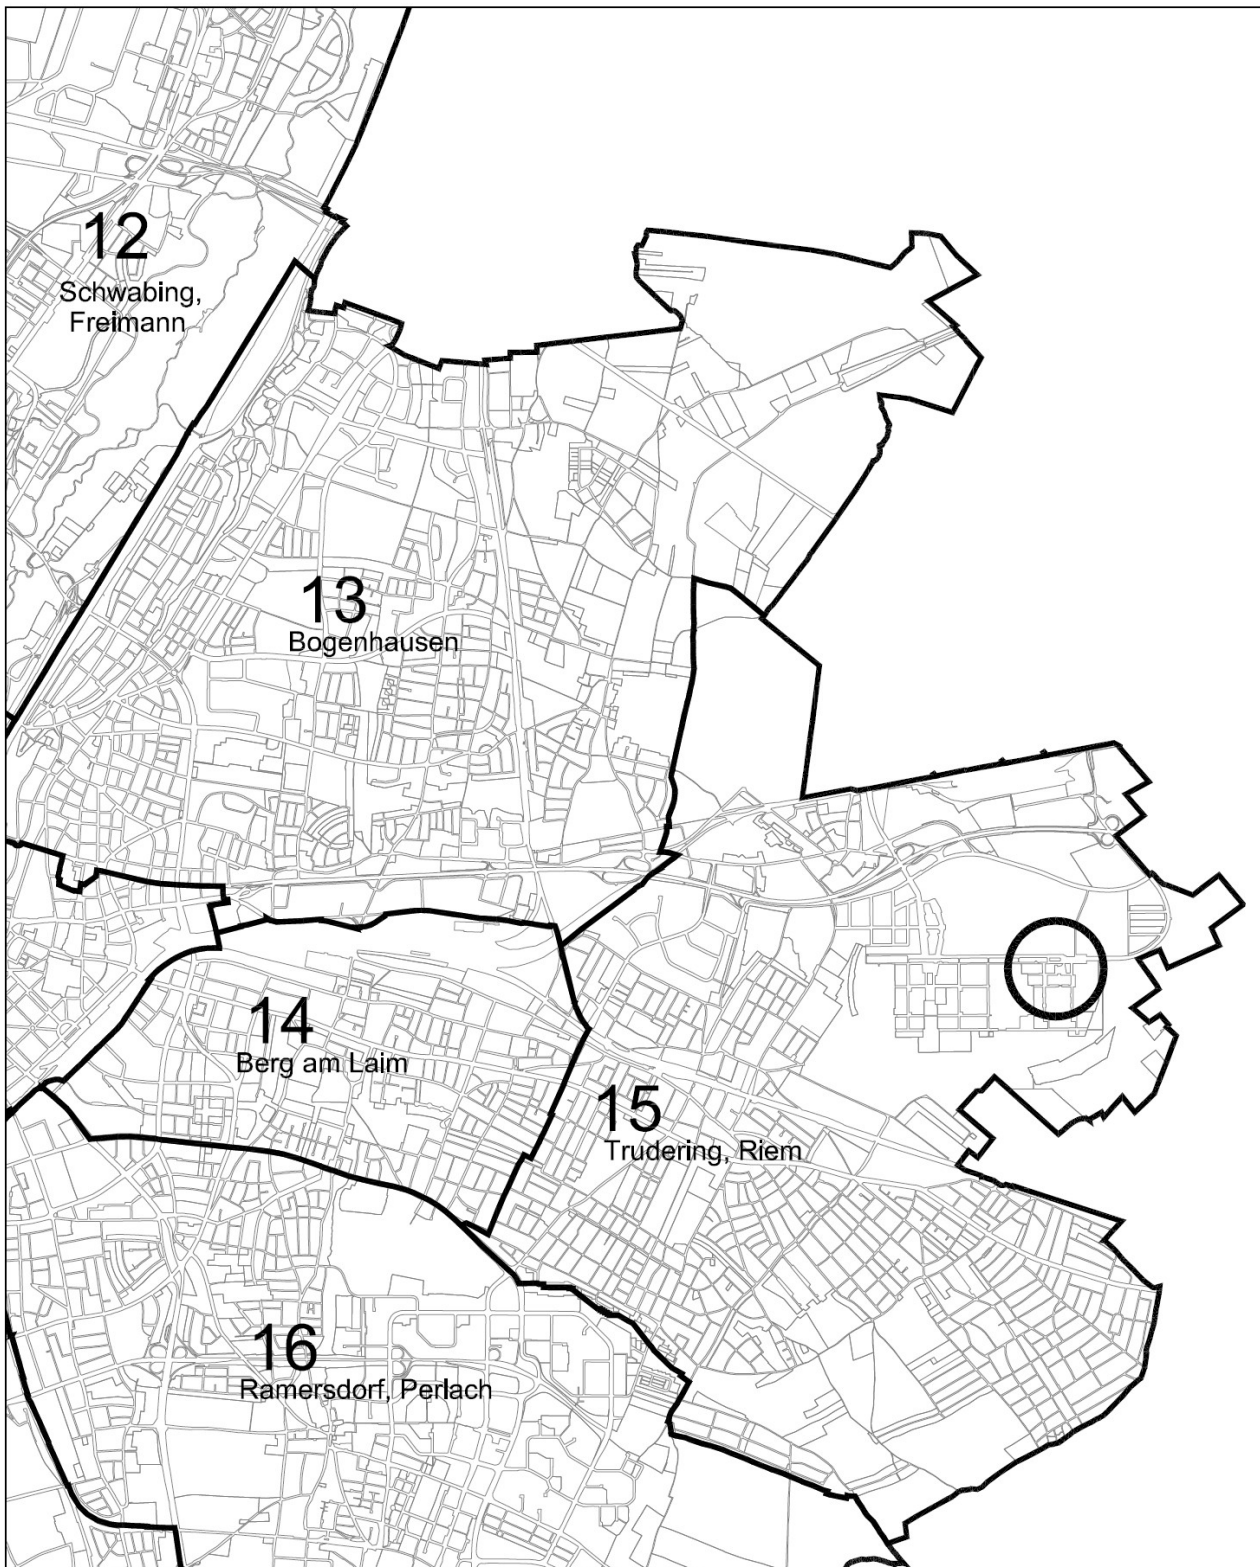 12
Schwabing,
Freimann
13
Bogenhausen
14
Berg am Laim
15
Trudering, Riem
16
Ramersdorf, Perlach